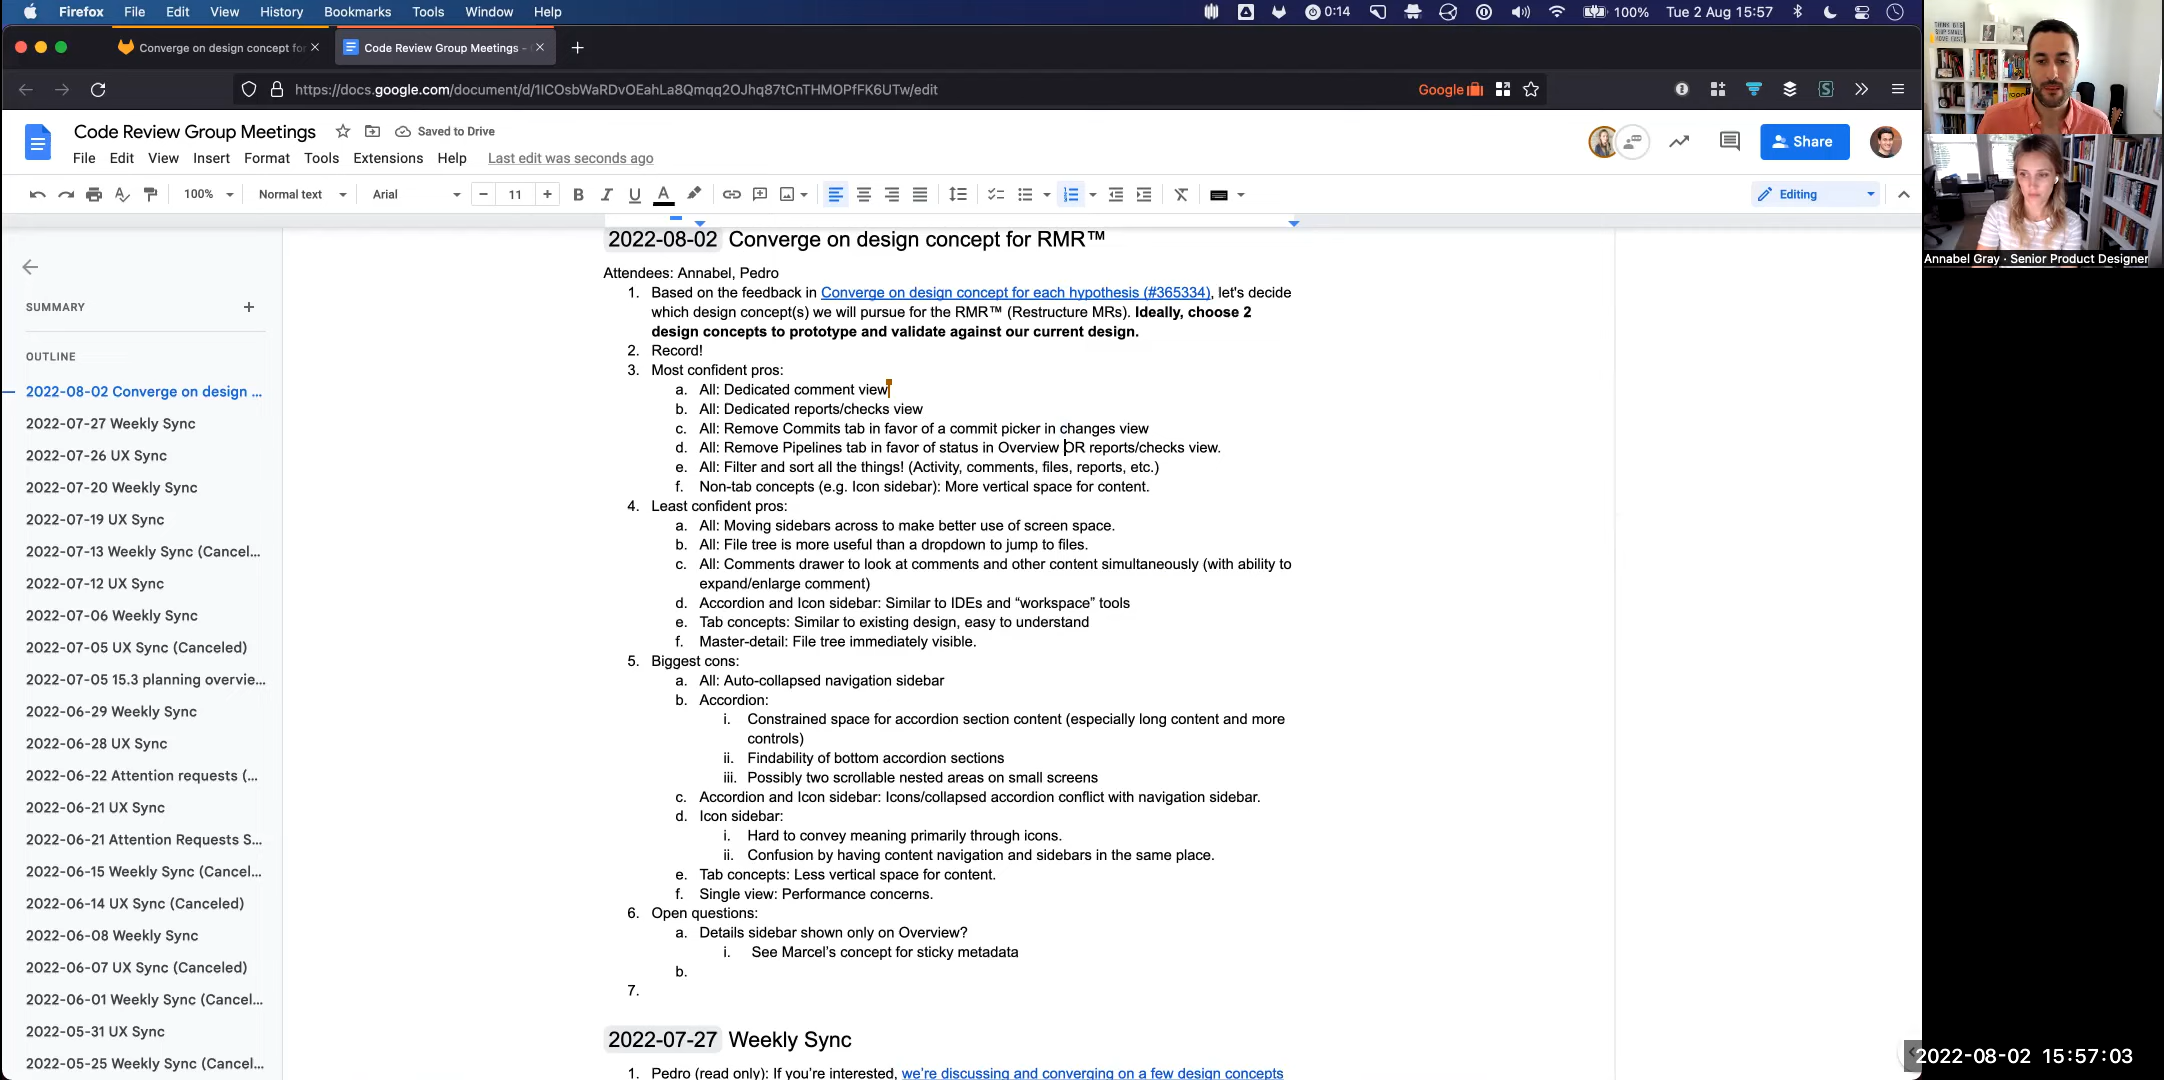 Firefox File Edit View History Bookmarks Tools Window Help 0:14 100% Tue 2 Aug 15:57
Converge on design concept for
Code Review Group Meetings -
https://docs.google.com/document/d/1lCOsbWaRDvOEahLa8Qmqq2OJhq87tCnTHMOPfFK6UTw/edit
Google
Code Review Group Meetings Saved to Drive
File Edit View Insert Format Tools Extensions Help Last edit was seconds ago
Share
100% Normal text Arial 11 Editing
SUMMARY
OUTLINE
2022-08-02 Converge on design ...
2022-07-27 Weekly Sync
2022-07-26 UX Sync
2022-07-20 Weekly Sync
2022-07-19 UX Sync
2022-07-13 Weekly Sync (Cancel...
2022-07-12 UX Sync
2022-07-06 Weekly Sync
2022-07-05 UX Sync (Canceled)
2022-07-05 15.3 planning overvie...
2022-06-29 Weekly Sync
2022-06-28 UX Sync
2022-06-22 Attention requests (...
2022-06-21 UX Sync
2022-06-21 Attention Requests S...
2022-06-15 Weekly Sync (Cancel...
2022-06-14 UX Sync (Canceled)
2022-06-08 Weekly Sync
2022-06-07 UX Sync (Canceled)
2022-06-01 Weekly Sync (Cancel...
2022-05-31 UX Sync
2022-05-25 Weekly Sync (Cancel...
2022-08-02 Converge on design concept for RMR™
Attendees: Annabel, Pedro
1. Based on the feedback in Converge on design concept for each hypothesis (#365334), let's decide
which design concept(s) we will pursue for the RMR™ (Restructure MRs). Ideally, choose 2
design concepts to prototype and validate against our current design.
2. Record!
3. Most confident pros:
a. All: Dedicated comment view
b. All: Dedicated reports/checks view
c. All: Remove Commits tab in favor of a commit picker in changes view
d. All: Remove Pipelines tab in favor of status in Overview OR reports/checks view.
e. All: Filter and sort all the things! (Activity, comments, files, reports, etc.)
f. Non-tab concepts (e.g. Icon sidebar): More vertical space for content.
4. Least confident pros:
a. All: Moving sidebars across to make better use of screen space.
b. All: File tree is more useful than a dropdown to jump to files.
c. All: Comments drawer to look at comments and other content simultaneously (with ability to
expand/enlarge comment)
d. Accordion and Icon sidebar: Similar to IDEs and “workspace” tools
e. Tab concepts: Similar to existing design, easy to understand
f. Master-detail: File tree immediately visible.
5. Biggest cons:
a. All: Auto-collapsed navigation sidebar
b. Accordion:
i. Constrained space for accordion section content (especially long content and more
controls)
ii. Findability of bottom accordion sections
iii. Possibly two scrollable nested areas on small screens
c. Accordion and Icon sidebar: Icons/collapsed accordion conflict with navigation sidebar.
d. Icon sidebar:
i. Hard to convey meaning primarily through icons.
ii. Confusion by having content navigation and sidebars in the same place.
e. Tab concepts: Less vertical space for content.
f. Single view: Performance concerns.
6. Open questions:
a. Details sidebar shown only on Overview?
i. See Marcel’s concept for sticky metadata
b.
7.
2022-07-27 Weekly Sync
1. Pedro (read only): If you’re interested, we’re discussing and converging on a few design concepts
Annabel Gray · Senior Product Designer
2022-08-02 15:57:03